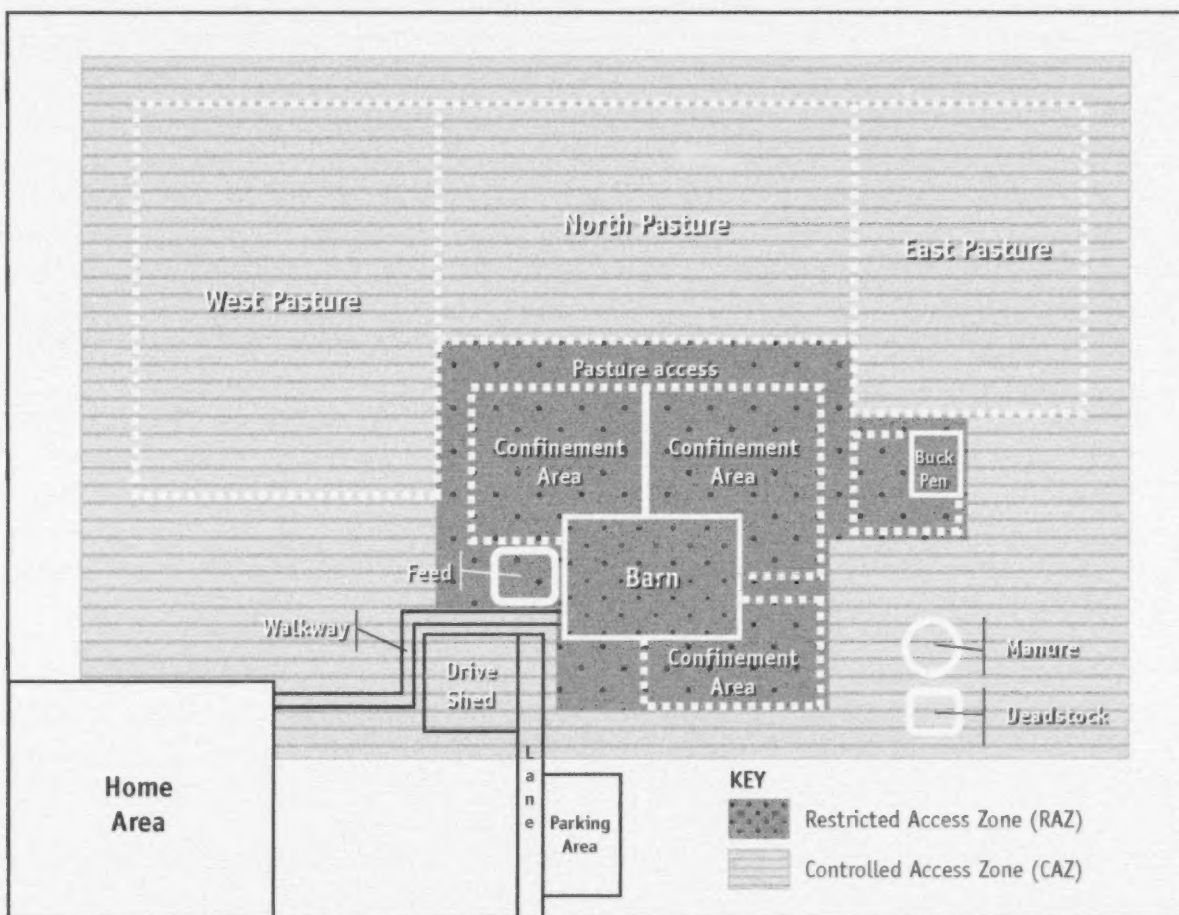 North Pasture
East Pasture
West Pasture
Pasture access
Confinement
Area
Confinement
Area
Buck
Pen
Feed
Barn
Walkway
Manure
Drive
Shed
Confinement
Area
Deadstock
Home
Area
Lane
Parking
Area
KEY
Restricted Access Zone (RAZ)
Controlled Access Zone (CAZ)